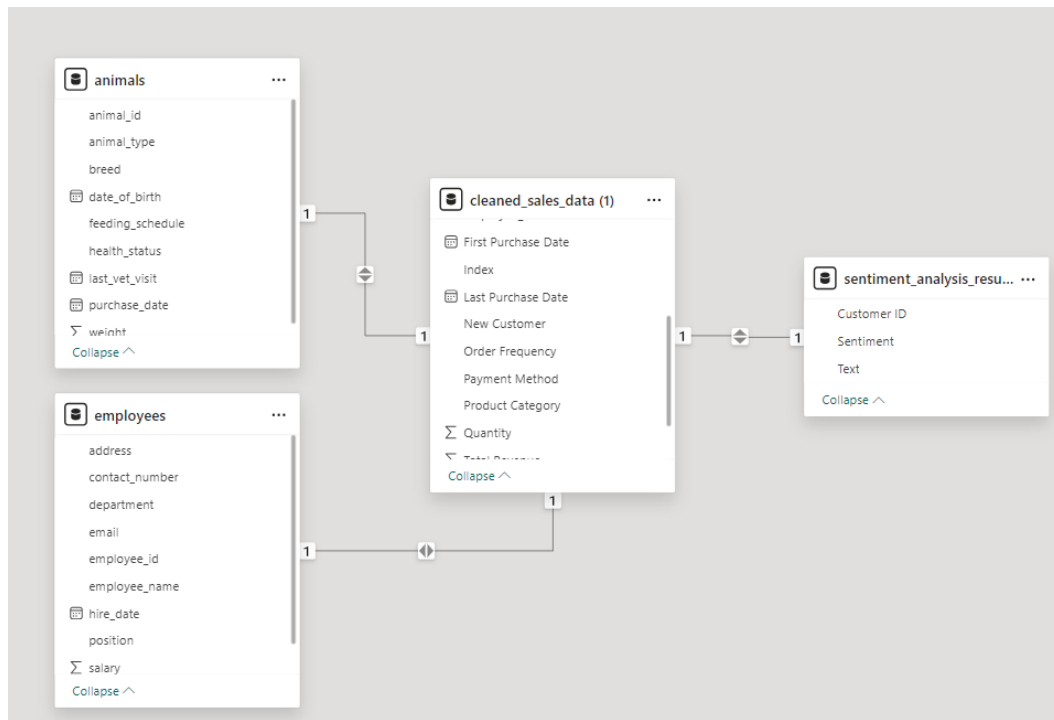 animals
animal_id
animal_type
breed
date_of_birth
feeding_schedule
health_status
last_vet_visit
purchase_date
weight
Collapse
employees
address
contact_number
department
email
employee_id
employee_name
hire_date
position
salary
Collapse
1
1
1
1
cleaned_sales_data (1)
First Purchase Date
Index
Last Purchase Date
New Customer
Order Frequency
Payment Method
Product Category
Quantity
Total Revenue
Collapse
1
1
sentiment_analysis_resu...
Customer ID
Sentiment
Text
Collapse